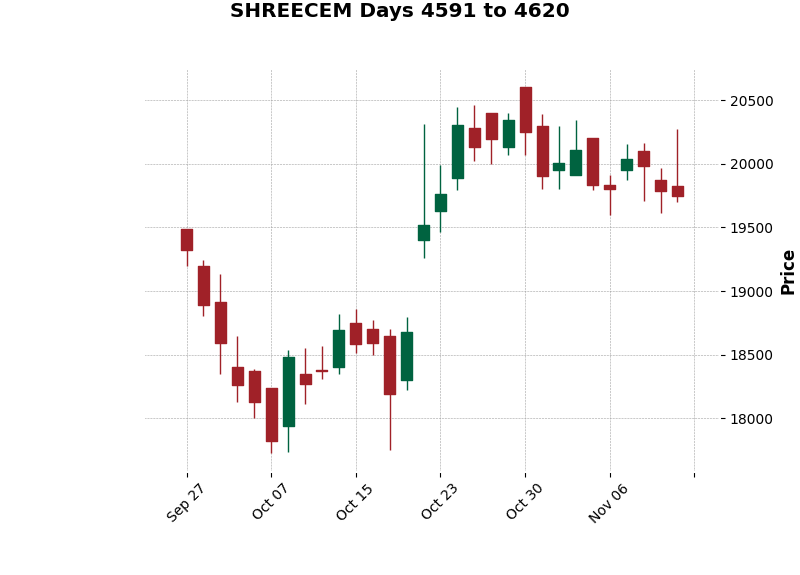 SHREECEM Days 4591 to 4620
20500
20000
19500
19000
18500
18000
Price
Sep 27
Oct 07
Oct 15
Oct 23
Oct 30
Nov 06